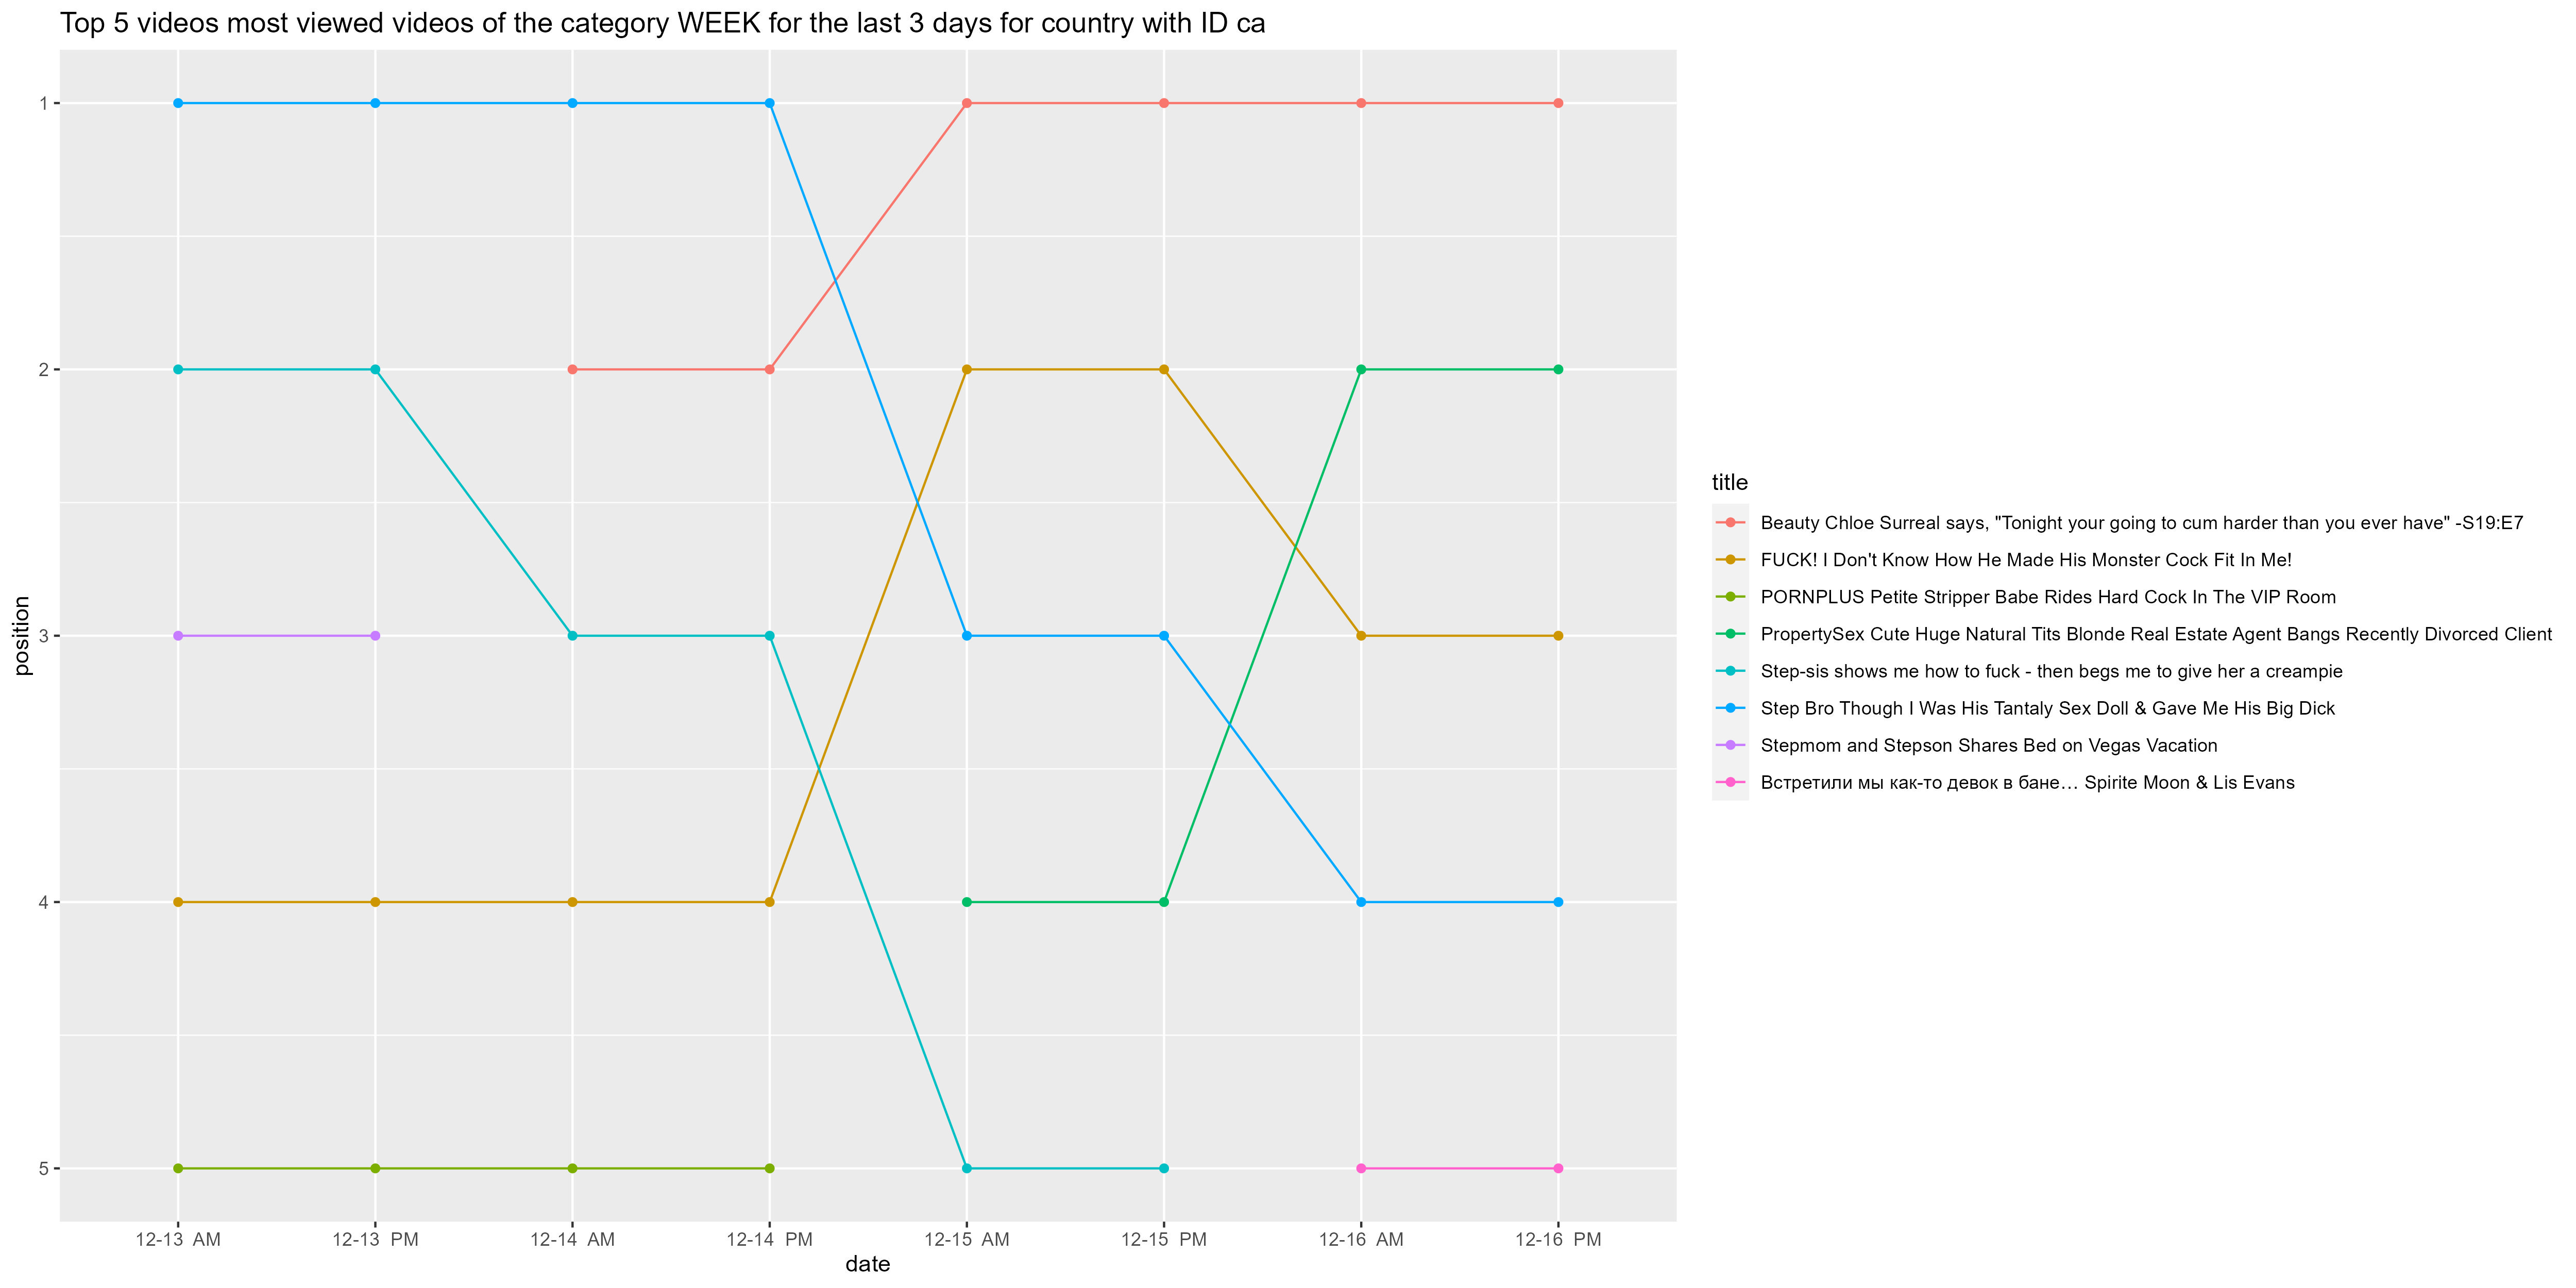 Top 5 videos most viewed videos of the category WEEK for the last 3 days for country with ID ca
position
1
2
3
4
5
12-13 AM
12-13 PM
12-14 AM
12-14 PM
12-15 AM
12-15 PM
12-16 AM
12-16 PM
date
title
Beauty Chloe Surreal says, "Tonight your going to cum harder than you ever have" -S19:E7
FUCK! I Don't Know How He Made His Monster Cock Fit In Me!
PORNPLUS Petite Stripper Babe Rides Hard Cock In The VIP Room
PropertySex Cute Huge Natural Tits Blonde Real Estate Agent Bangs Recently Divorced Client
Step-sis shows me how to fuck - then begs me to give her a creampie
Step Bro Though I Was His Tantaly Sex Doll & Gave Me His Big Dick
Stepmom and Stepson Shares Bed on Vegas Vacation
Встретили мы как-то девок в бане… Spirite Moon & Lis Evans